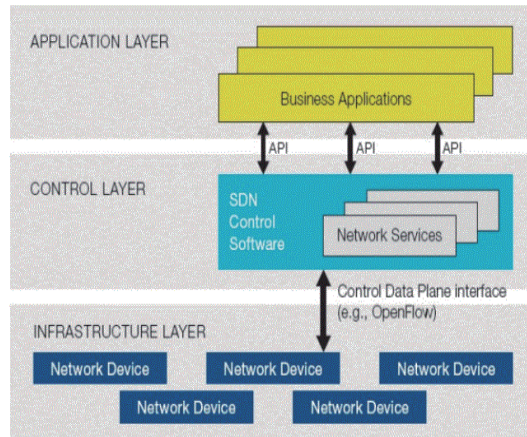 APPLICATION LAYER
Business Applications
API
API
API
CONTROL LAYER
SDN
Control
Software
Network Services
Control Data Plane interface
(e.g., OpenFlow)
INFRASTRUCTURE LAYER
Network Device
Network Device
Network Device
Network Device
Network Device